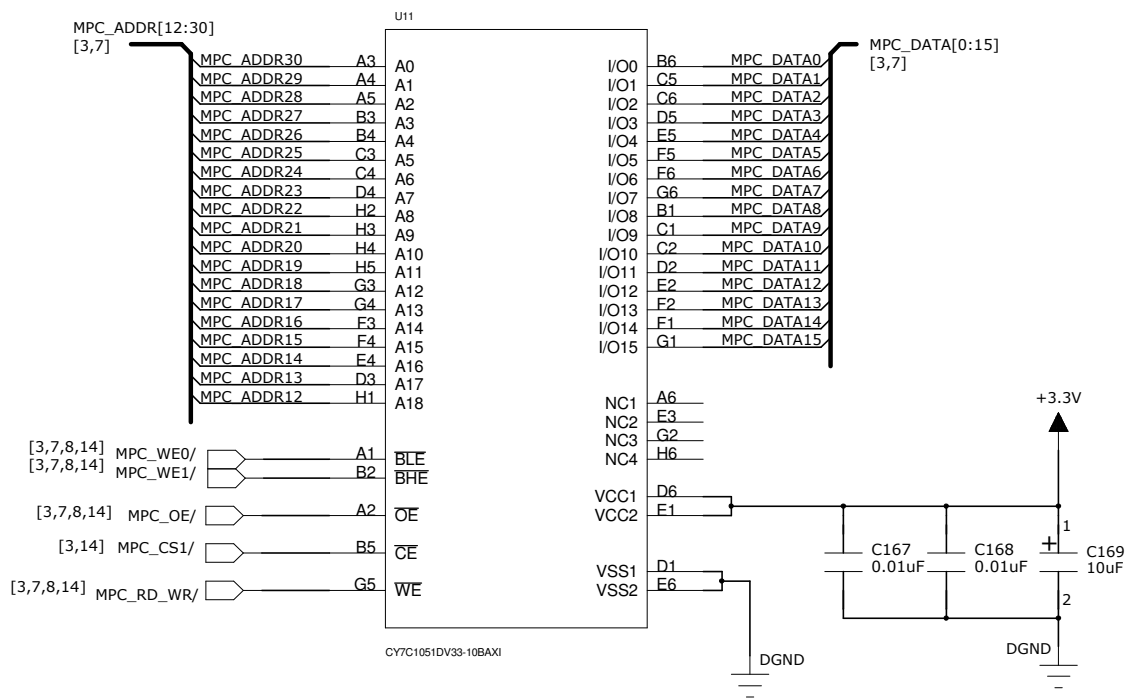 U11
MPC_ADDR[12:30]
[3,7]
MPC_DATA[0:15]
[3,7]
MPC_ADDR30 A3 A0 I/O0 B6 MPC_DATA0
MPC_ADDR29 A4 A1 I/O1 C5 MPC_DATA1
MPC_ADDR28 A5 A2 I/O2 C6 MPC_DATA2
MPC_ADDR27 B3 A3 I/O3 D5 MPC_DATA3
MPC_ADDR26 B4 A4 I/O4 E5 MPC_DATA4
MPC_ADDR25 C3 A5 I/O5 F5 MPC_DATA5
MPC_ADDR24 C4 A6 I/O6 F6 MPC_DATA6
MPC_ADDR23 D4 A7 I/O7 G6 MPC_DATA7
MPC_ADDR22 H2 A8 I/O8 B1 MPC_DATA8
MPC_ADDR21 H3 A9 I/O9 C1 MPC_DATA9
MPC_ADDR20 H4 A10 I/O10 C2 MPC_DATA10
MPC_ADDR19 H5 A11 I/O11 D2 MPC_DATA11
MPC_ADDR18 G3 A12 I/O12 E2 MPC_DATA12
MPC_ADDR17 G4 A13 I/O13 F2 MPC_DATA13
MPC_ADDR16 F3 A14 I/O14 F1 MPC_DATA14
MPC_ADDR15 F4 A15 I/O15 G1 MPC_DATA15
MPC_ADDR14 E4 A16
MPC_ADDR13 D3 A17
MPC_ADDR12 H1 A18 NC1 A6
NC2 E3
NC3 G2
NC4 H6
+3.3V
[3,7,8,14] MPC_WE0/ A1 BLE
[3,7,8,14] MPC_WE1/ B2 BHE
VCC1 D6
[3,7,8,14] MPC_OE/ A2 OE VCC2 E1
[3,14] MPC_CS1/ B5 CE
VSS1 D1
[3,7,8,14] MPC_RD_WR/ G5 WE VSS2 E6
C167
0.01uF
C168
0.01uF
1
+
C169
10uF
2
CY7C1051DV33-10BAXI
DGND
DGND